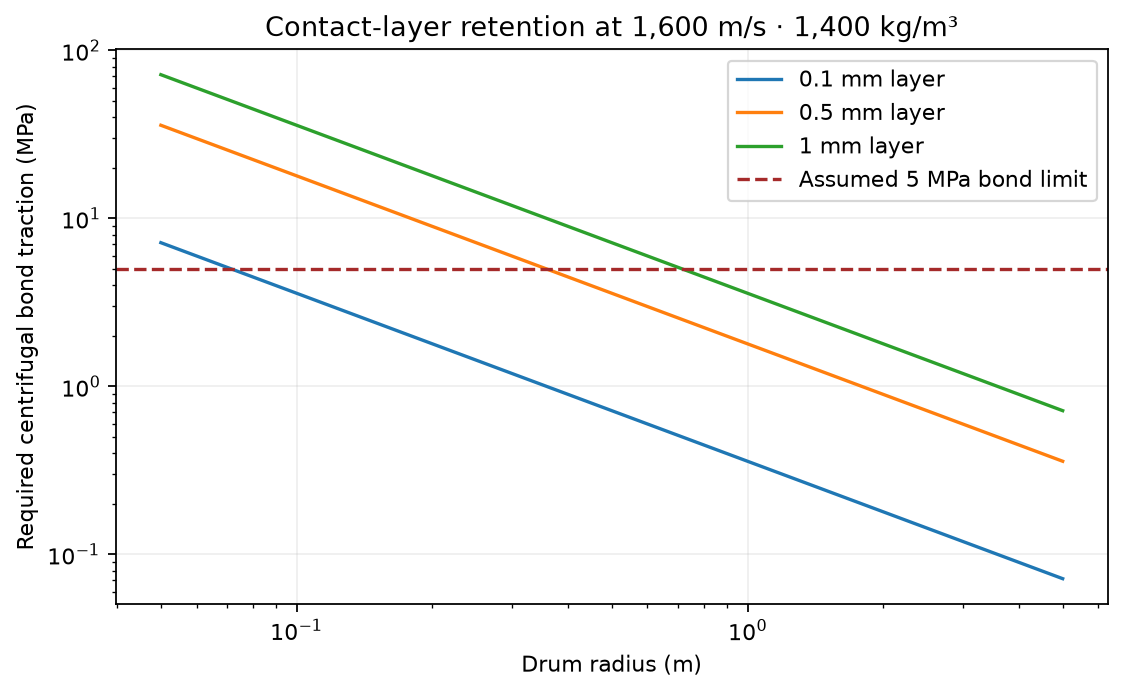 Contact-layer retention at 1,600 m/s · 1,400 kg/m³
Required centrifugal bond traction (MPa)
10²
10¹
10⁰
10⁻¹
0.1 mm layer
0.5 mm layer
1 mm layer
Assumed 5 MPa bond limit
10⁻¹
10⁰
Drum radius (m)